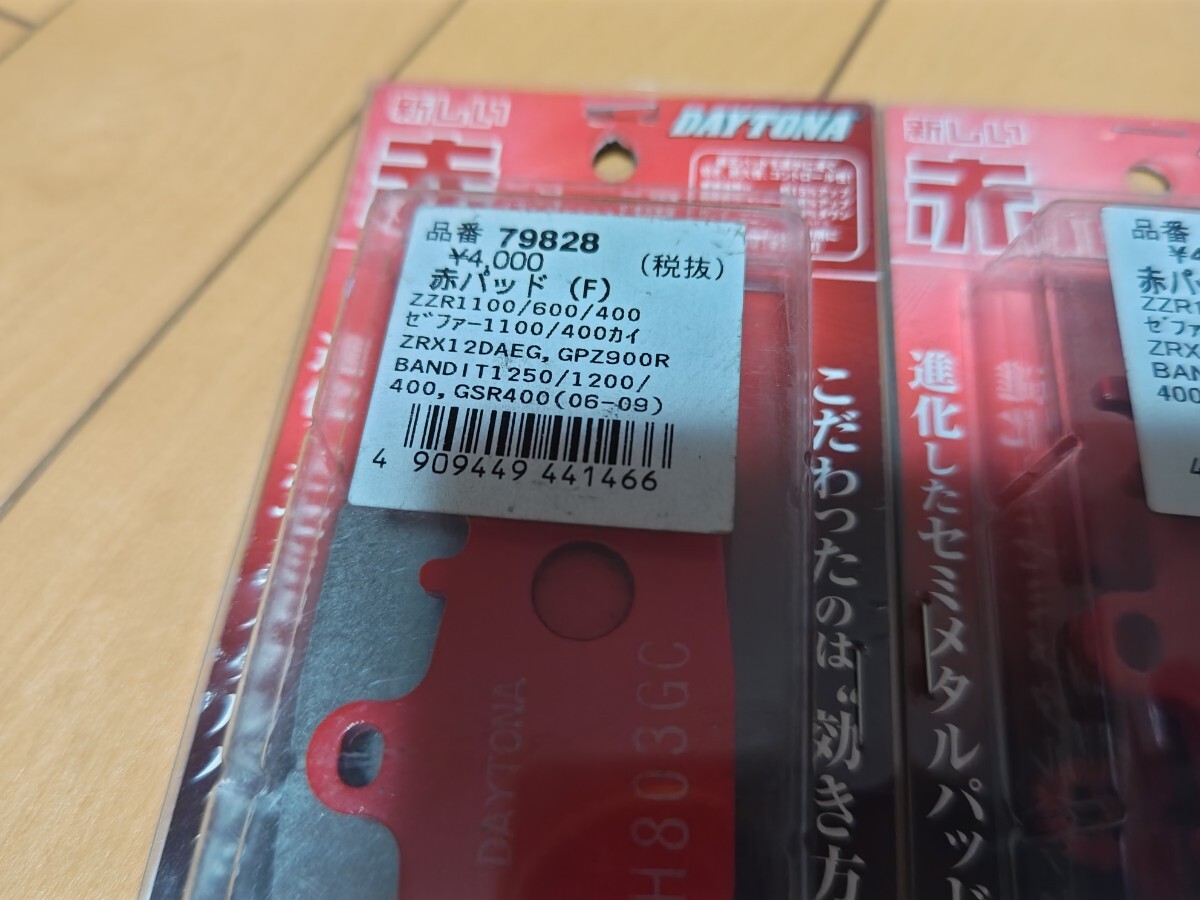 新しい
赤
DAYTONA
品番 79828
¥4,000 (税抜)
赤パッド (F)
ZZR1100/600/400
ｾﾞﾌｧｰ1100/400ｶｲ
ZRX12DAEG,GPZ900R
BANDIT1250/1200/
400,GSR400(06-09)
4 909449 441466
こだわったのは“効き方
DAYTONA
H803GC
新しい
赤
品番
¥4
赤パッ
ZZR1
ｾﾞﾌｧ
ZRX
BAN
400
進化したセミメタルパッド